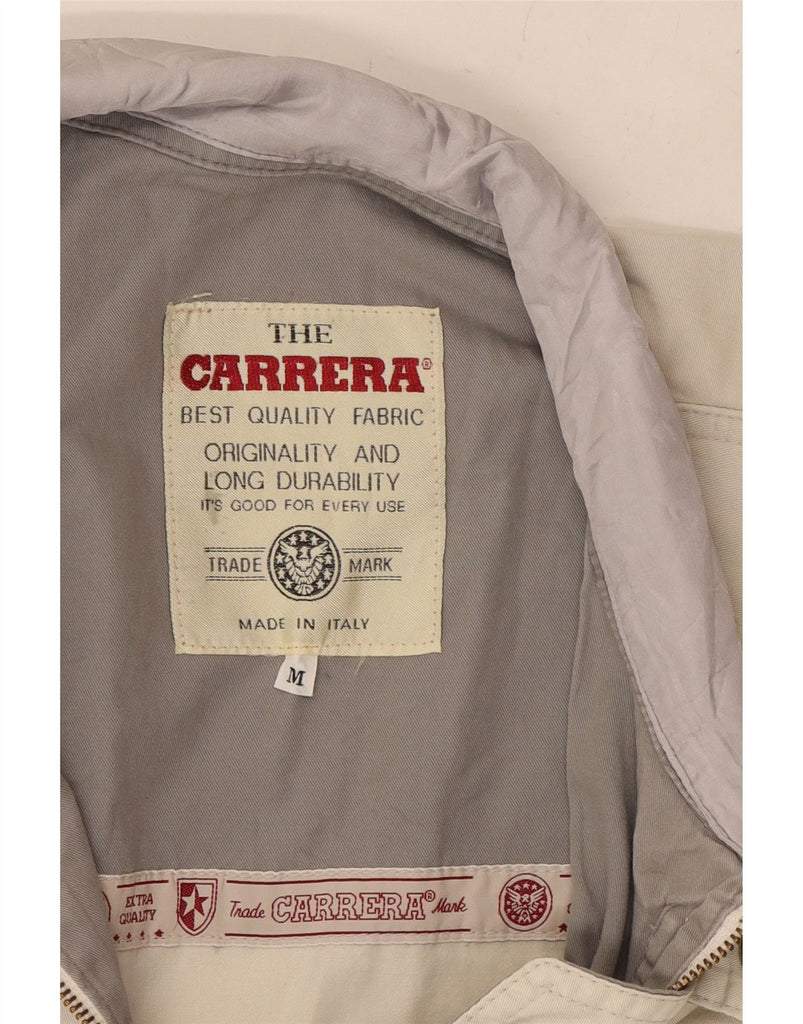 THE
CARRERA®
BEST QUALITY FABRIC
ORIGINALITY AND
LONG DURABILITY
IT'S GOOD FOR EVERY USE
TRADE MARK
MADE IN ITALY
M
EXTRA
QUALITY
Trade CARRERA® Mark